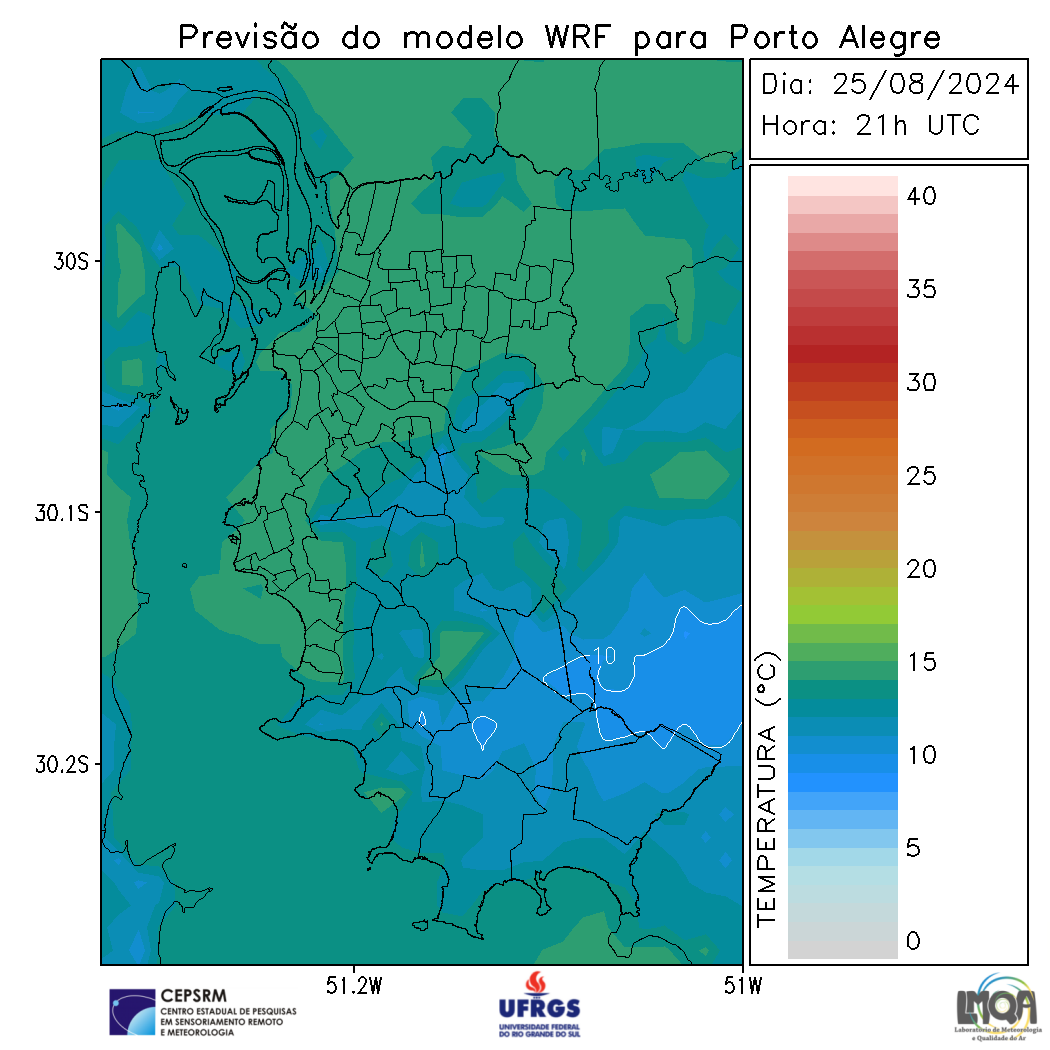 Previsão do modelo WRF para Porto Alegre
Dia: 25/08/2024
Hora: 21h UTC
40
35
30
25
20
15
10
5
0
TEMPERATURA (°C)
30S
30.1S
30.2S
10
51.2W
51W
CEPSRM
CENTRO ESTADUAL DE PESQUISAS
EM SENSORIAMENTO REMOTO
E METEOROLOGIA
UFRGS
UNIVERSIDADE FEDERAL
DO RIO GRANDE DO SUL
LMQA
Laboratório de Meteorologia
e Qualidade do Ar